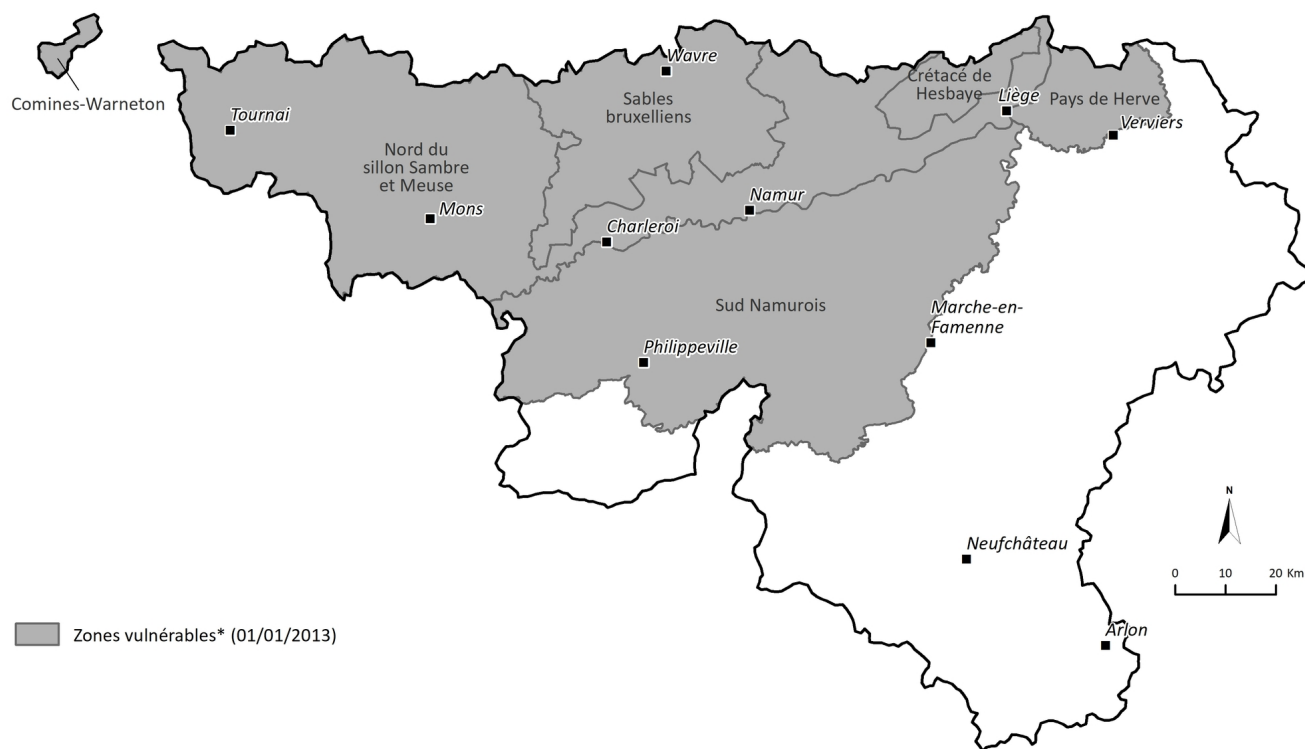 Comines-Warneton
Tournai
Nord du
sillon Sambre
et Meuse
Mons
Wavre
Sables
bruxelliens
Charleroi
Namur
Crétacé de
Hesbaye
Liège
Pays de Herve
Verviers
Sud Namurois
Philippeville
Marche-en-
Famenne
Neufchâteau
Arlon
N
0 10 20 Km
Zones vulnérables* (01/01/2013)